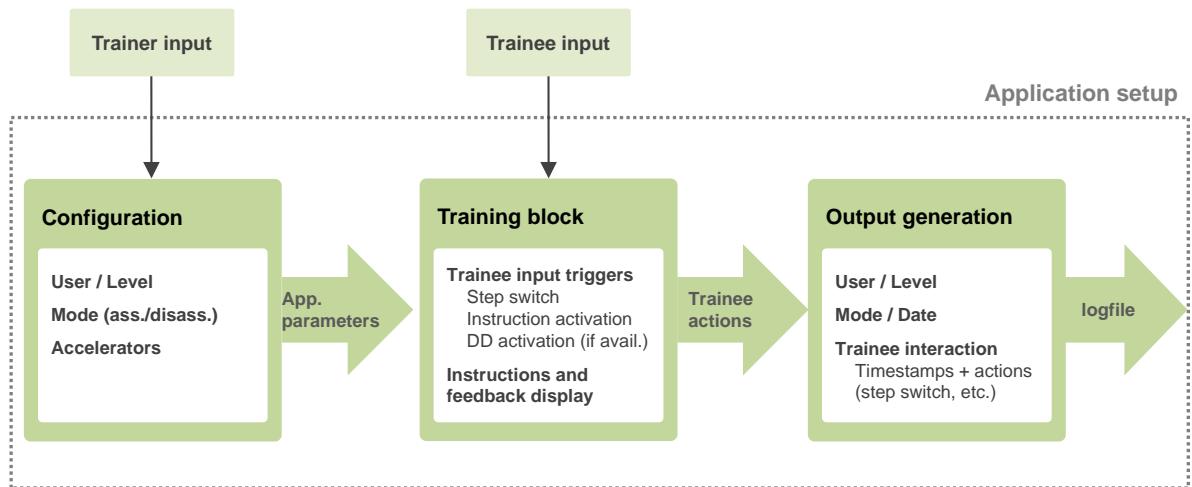 Trainer input
Trainee input
Application setup
Configuration
User / Level
Mode (ass./disass.)
Accelerators
App.
parameters
Training block
Trainee input triggers
Step switch
Instruction activation
DD activation (if avail.)
Instructions and
feedback display
Trainee
actions
Output generation
User / Level
Mode / Date
Trainee interaction
Timestamps + actions
(step switch, etc.)
logfile